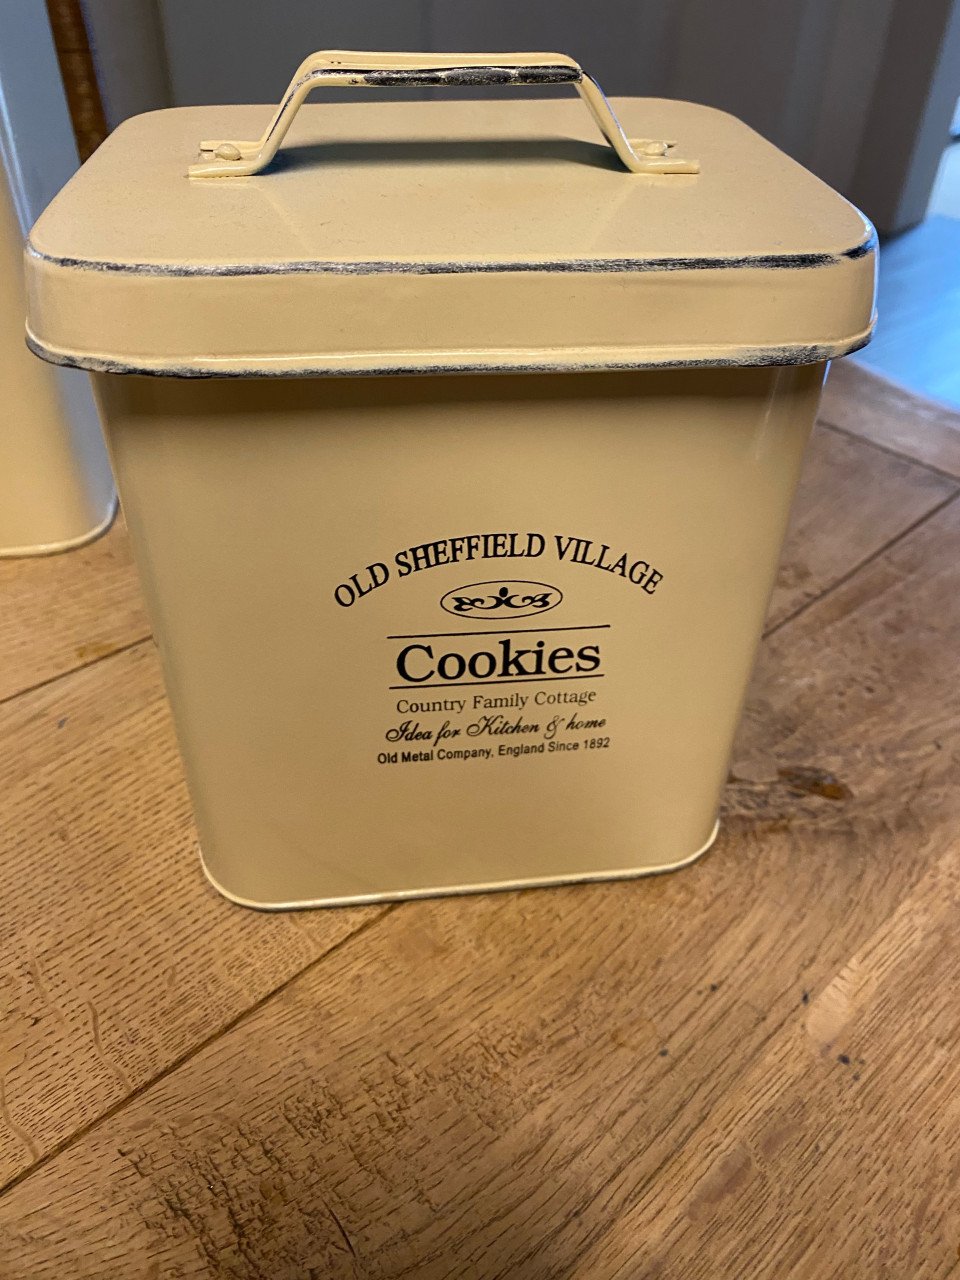 OLD SHEFFIELD VILLAGE
Cookies
Country Family Cottage
Idea for Kitchen & home
Old Metal Company, England Since 1892